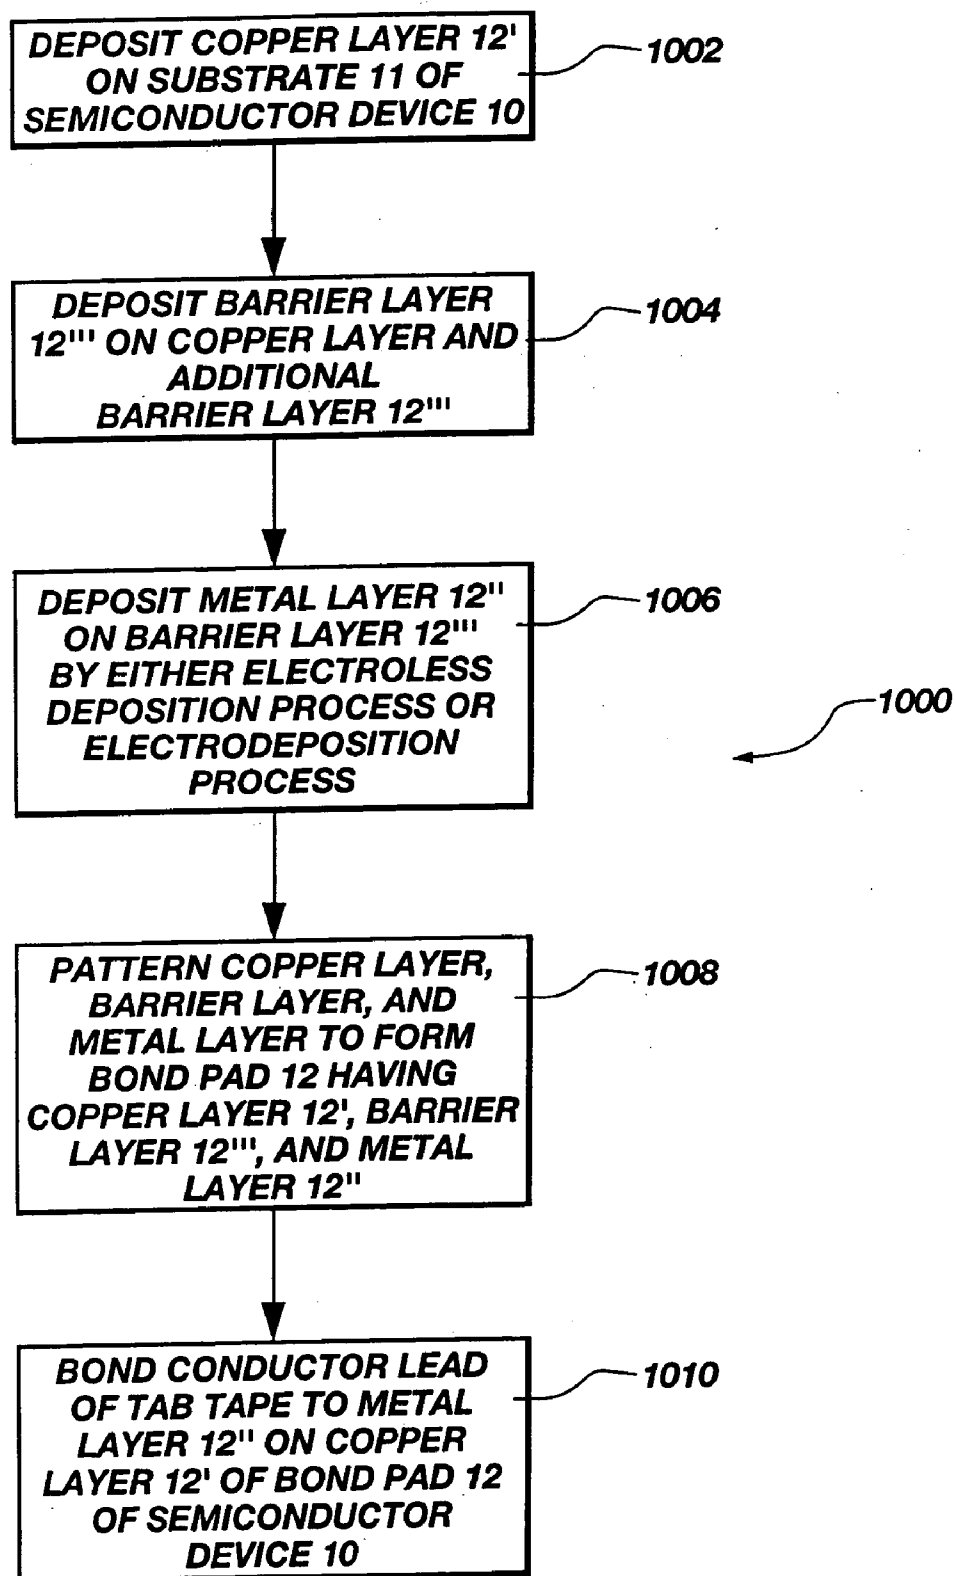 DEPOSIT COPPER LAYER 12'
ON SUBSTRATE 11 OF
SEMICONDUCTOR DEVICE 10
1002
DEPOSIT BARRIER LAYER
12''' ON COPPER LAYER AND
ADDITIONAL
BARRIER LAYER 12'''
1004
DEPOSIT METAL LAYER 12''
ON BARRIER LAYER 12'''
BY EITHER ELECTROLESS
DEPOSITION PROCESS OR
ELECTRODEPOSITION
PROCESS
1006
1000
PATTERN COPPER LAYER,
BARRIER LAYER, AND
METAL LAYER TO FORM
BOND PAD 12 HAVING
COPPER LAYER 12', BARRIER
LAYER 12''', AND METAL
LAYER 12''
1008
BOND CONDUCTOR LEAD
OF TAB TAPE TO METAL
LAYER 12'' ON COPPER
LAYER 12' OF BOND PAD 12
OF SEMICONDUCTOR
DEVICE 10
1010